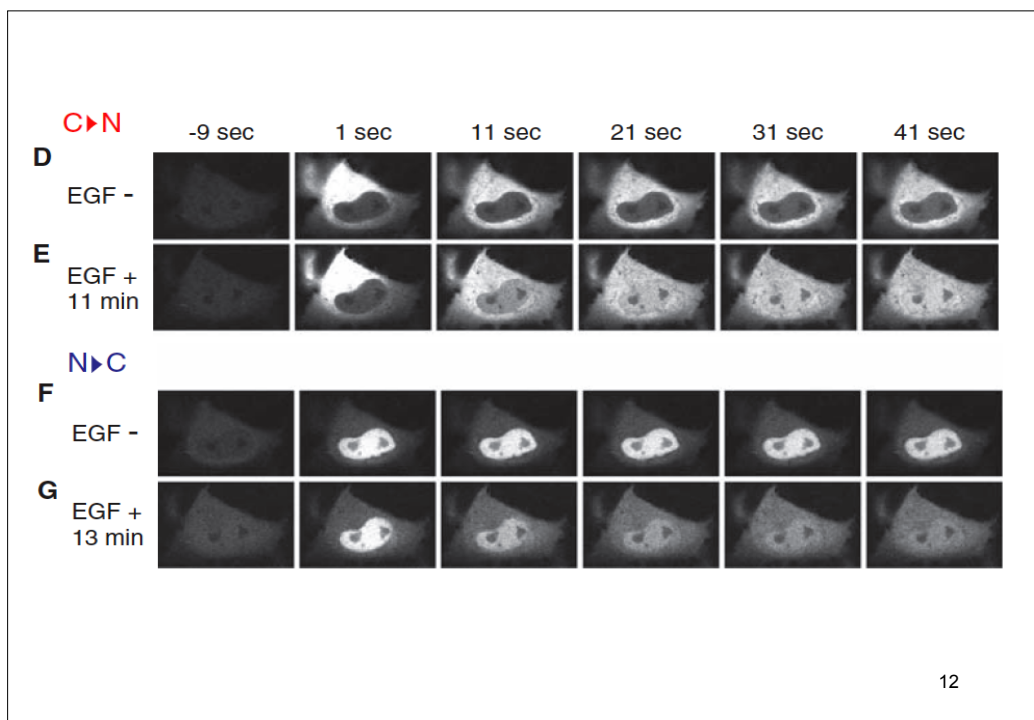 C▸N
-9 sec 1 sec 11 sec 21 sec 31 sec 41 sec
D
EGF -
E
EGF +
11 min
N▸C
F
EGF -
G
EGF +
13 min
12